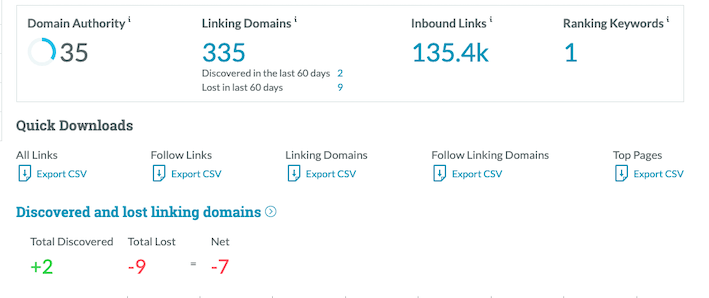 Domain Authority i Linking Domains i Inbound Links i Ranking Keywords i
35 335 135.4k 1
Discovered in the last 60 days 2
Lost in last 60 days 9
Quick Downloads
All Links Follow Links Linking Domains Follow Linking Domains Top Pages
Export CSV Export CSV Export CSV Export CSV Export CSV
Discovered and lost linking domains
Total Discovered Total Lost Net
+2 -9 = -7